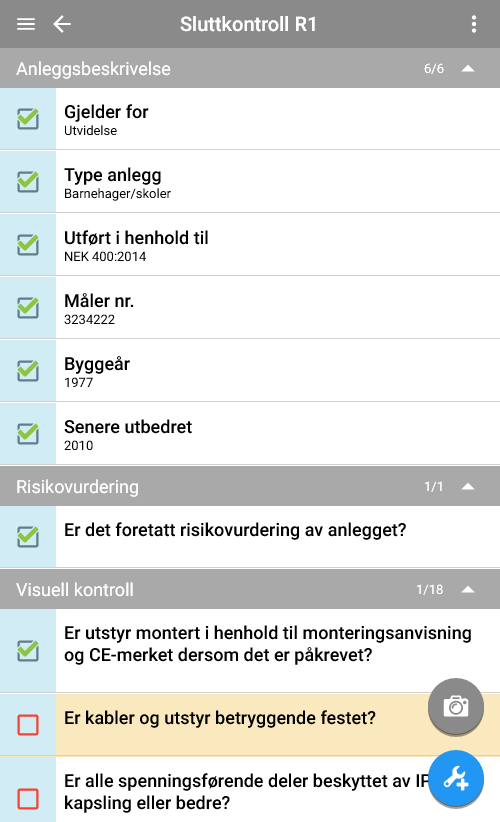 Sluttkontroll R1
Anleggsbeskrivelse 6/6
Gjelder for
Utvidelse
Type anlegg
Barnehager/skoler
Utført i henhold til
NEK 400:2014
Måler nr.
3234222
Byggeår
1977
Senere utbedret
2010
Risikovurdering 1/1
Er det foretatt risikovurdering av anlegget?
Visuell kontroll 1/18
Er utstyr montert i henhold til monteringsanvisning
og CE-merket dersom det er påkrevet?
Er kabler og utstyr betryggende festet?
Er alle spenningsførende deler beskyttet av
kapsling eller bedre?